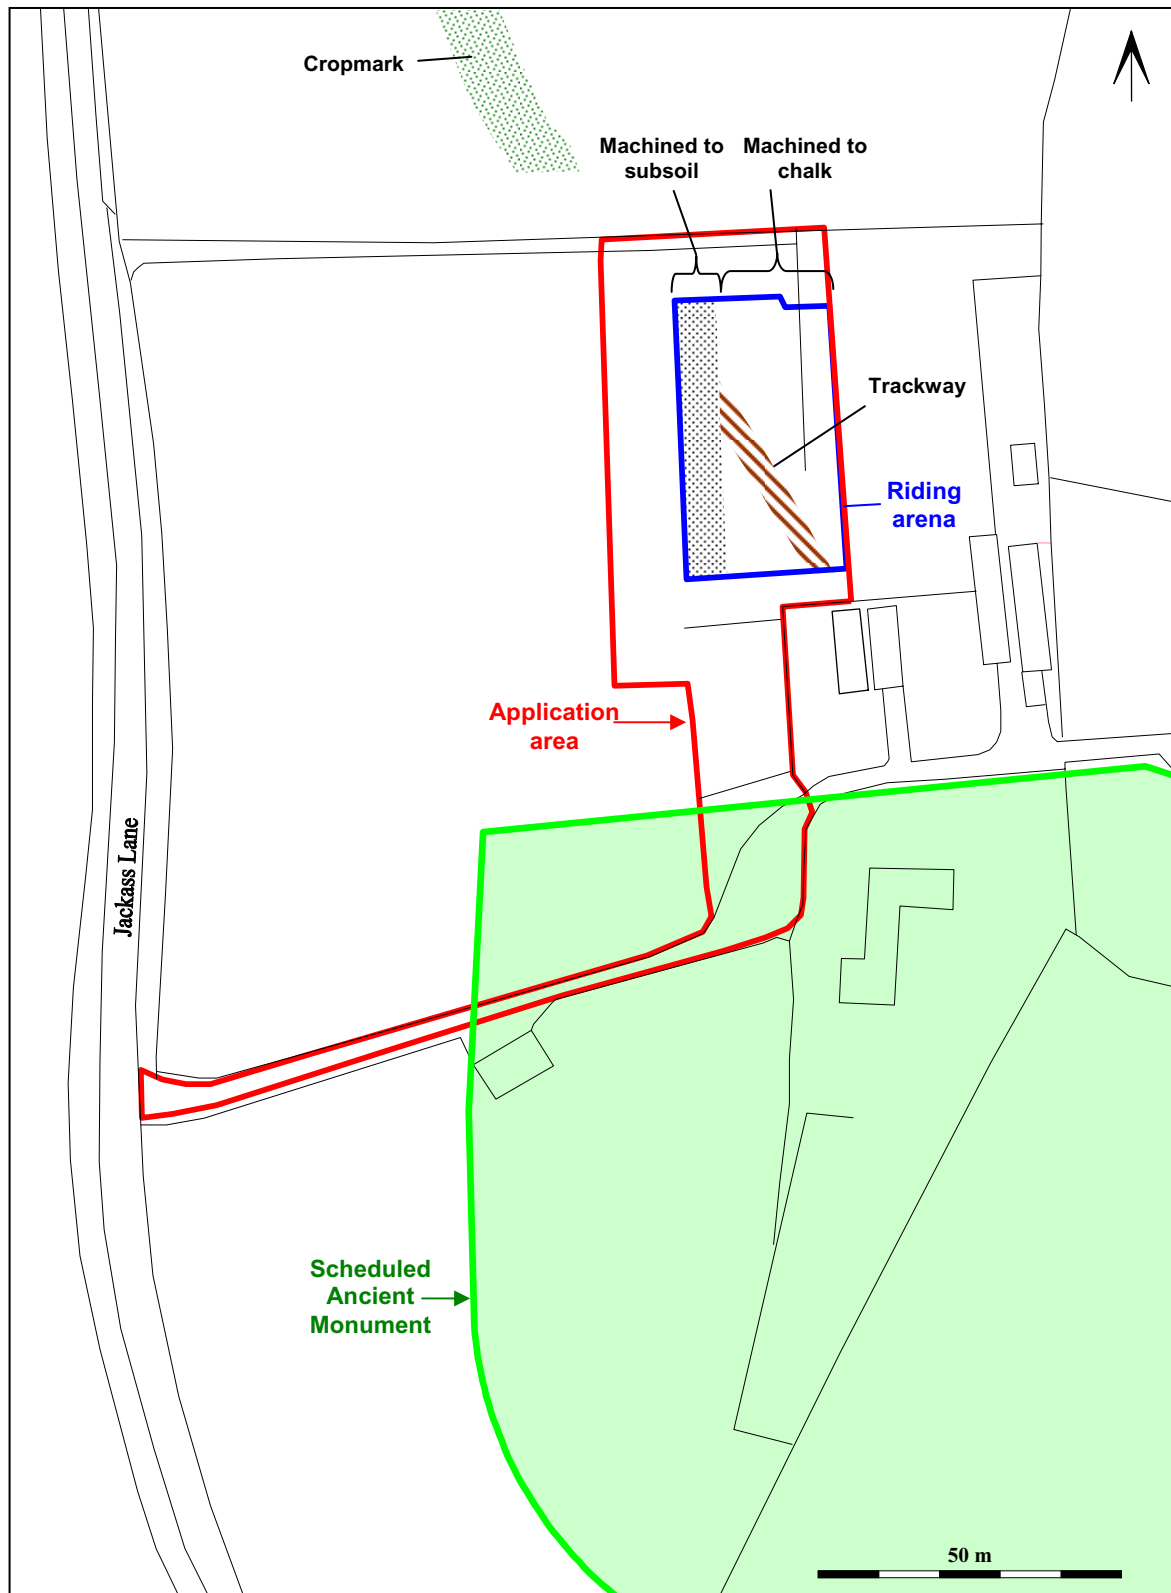 Cropmark
Machined to
subsoil
Machined to
chalk
Trackway
Riding
arena
Application
area
Jackass Lane
Scheduled
Ancient
Monument
50 m